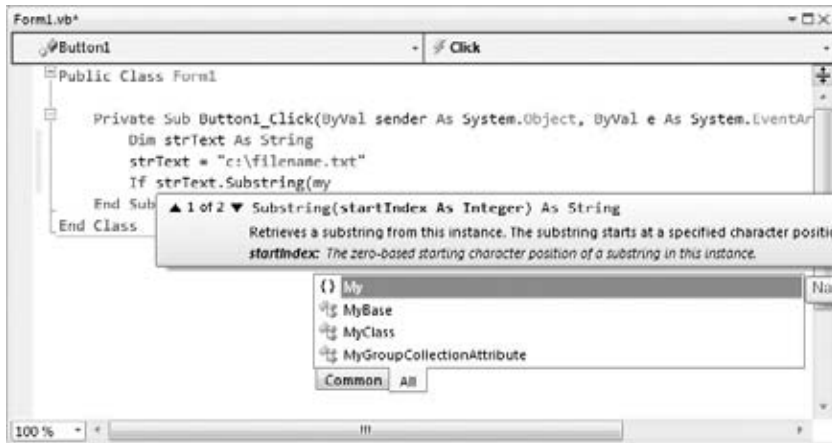 Form1.vb*
Button1
Click
Public Class Form1
Private Sub Button1_Click(ByVal sender As System.Object, ByVal e As System.EventAr
Dim strText As String
strText = "c:\filename.txt"
If strText.Substring(my
End Sub
End Class
▲ 1 of 2 ▼ Substring(startIndex As Integer) As String
Retrieves a substring from this instance. The substring starts at a specified character positi
startIndex: The zero-based starting character position of a substring in this instance.
{} My
Na
MyBase
MyClass
MyGroupCollectionAttribute
Common All
100 %